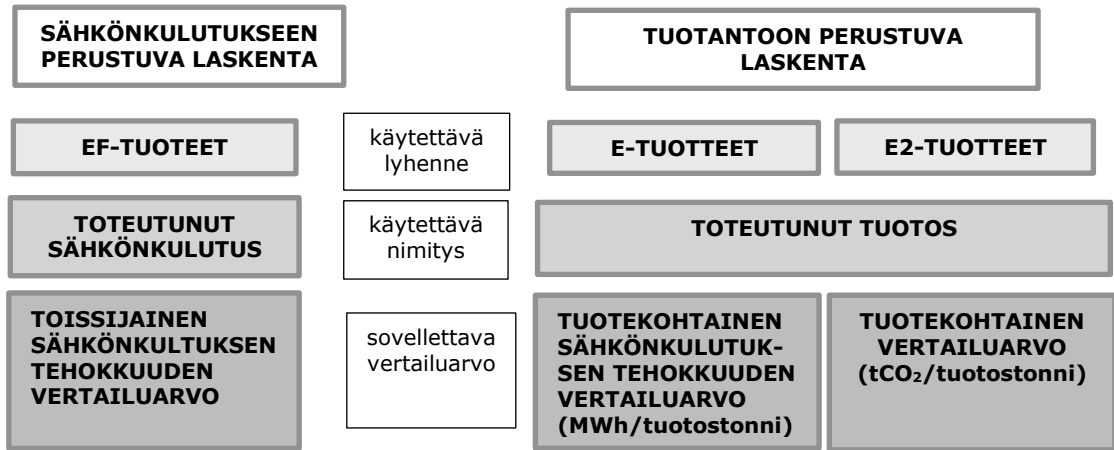 SÄHKÖNKULUTUKSEEN
PERUSTUVA LASKENTA
TUOTANTOON PERUSTUVA
LASKENTA
EF-TUOTEET
käytettävä
lyhenne
E-TUOTTEET
E2-TUOTTEET
TOTEUTUNUT
SÄHKÖNKULUTUS
käytettävä
nimitys
TOTEUTUNUT TUOTOS
TOISSIJAINEN
SÄHKÖNKULTUKSEN
TEHOKKUUDEN
VERTAILUARVO
sovellettava
vertailuarvo
TUOTEKOHTAINEN
SÄHKÖNKULUTUK-
SEN TEHOKKUUDEN
VERTAILUARVO
(MWh/tuotostonni)
TUOTEKOHTAINEN
VERTAILUARVO
(tCO₂/tuotostonni)